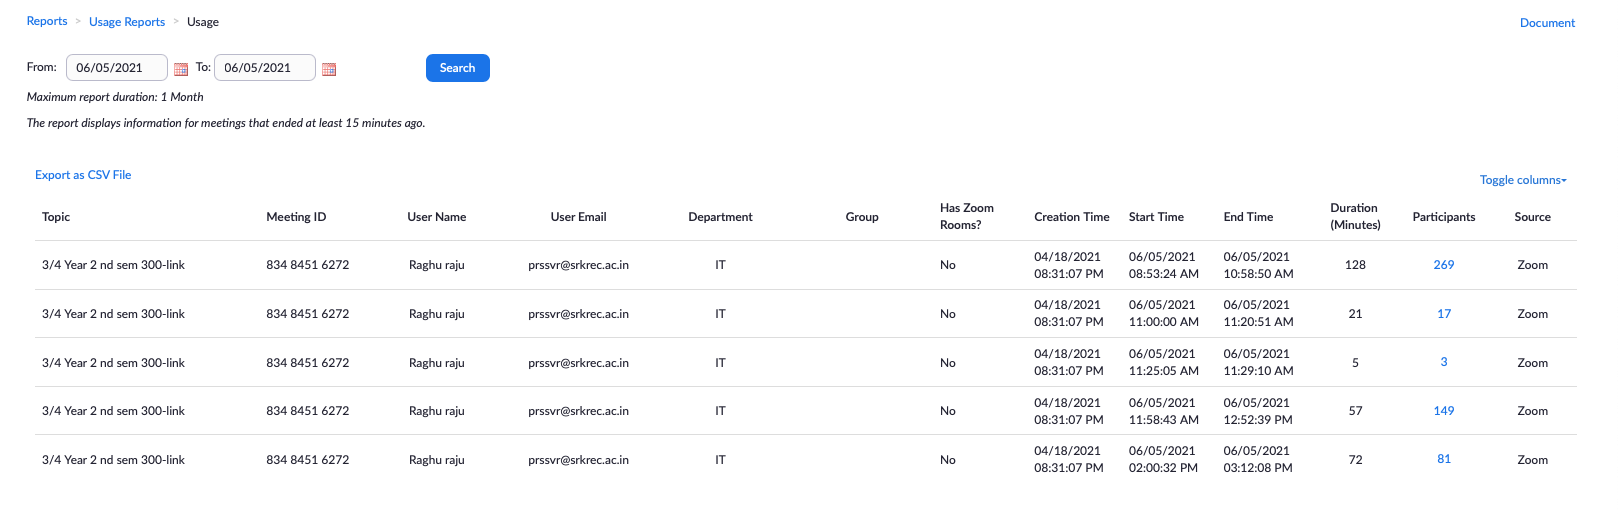 Reports > Usage Reports > Usage
Document
From: 06/05/2021 To: 06/05/2021 Search
Maximum report duration: 1 Month
The report displays information for meetings that ended at least 15 minutes ago.
Export as CSV File
Toggle columns
Topic Meeting ID User Name User Email Department Group Has Zoom Rooms? Creation Time Start Time End Time Duration (Minutes) Participants Source
3/4 Year 2 nd sem 300-link 834 8451 6272 Raghu raju prssvr@srkrec.ac.in IT No 04/18/2021 08:31:07 PM 06/05/2021 08:53:24 AM 06/05/2021 10:58:50 AM 128 269 Zoom
3/4 Year 2 nd sem 300-link 834 8451 6272 Raghu raju prssvr@srkrec.ac.in IT No 04/18/2021 08:31:07 PM 06/05/2021 11:00:00 AM 06/05/2021 11:20:51 AM 21 17 Zoom
3/4 Year 2 nd sem 300-link 834 8451 6272 Raghu raju prssvr@srkrec.ac.in IT No 04/18/2021 08:31:07 PM 06/05/2021 11:25:05 AM 06/05/2021 11:29:10 AM 5 3 Zoom
3/4 Year 2 nd sem 300-link 834 8451 6272 Raghu raju prssvr@srkrec.ac.in IT No 04/18/2021 08:31:07 PM 06/05/2021 11:58:43 AM 06/05/2021 12:52:39 PM 57 149 Zoom
3/4 Year 2 nd sem 300-link 834 8451 6272 Raghu raju prssvr@srkrec.ac.in IT No 04/18/2021 08:31:07 PM 06/05/2021 02:00:32 PM 06/05/2021 03:12:08 PM 72 81 Zoom